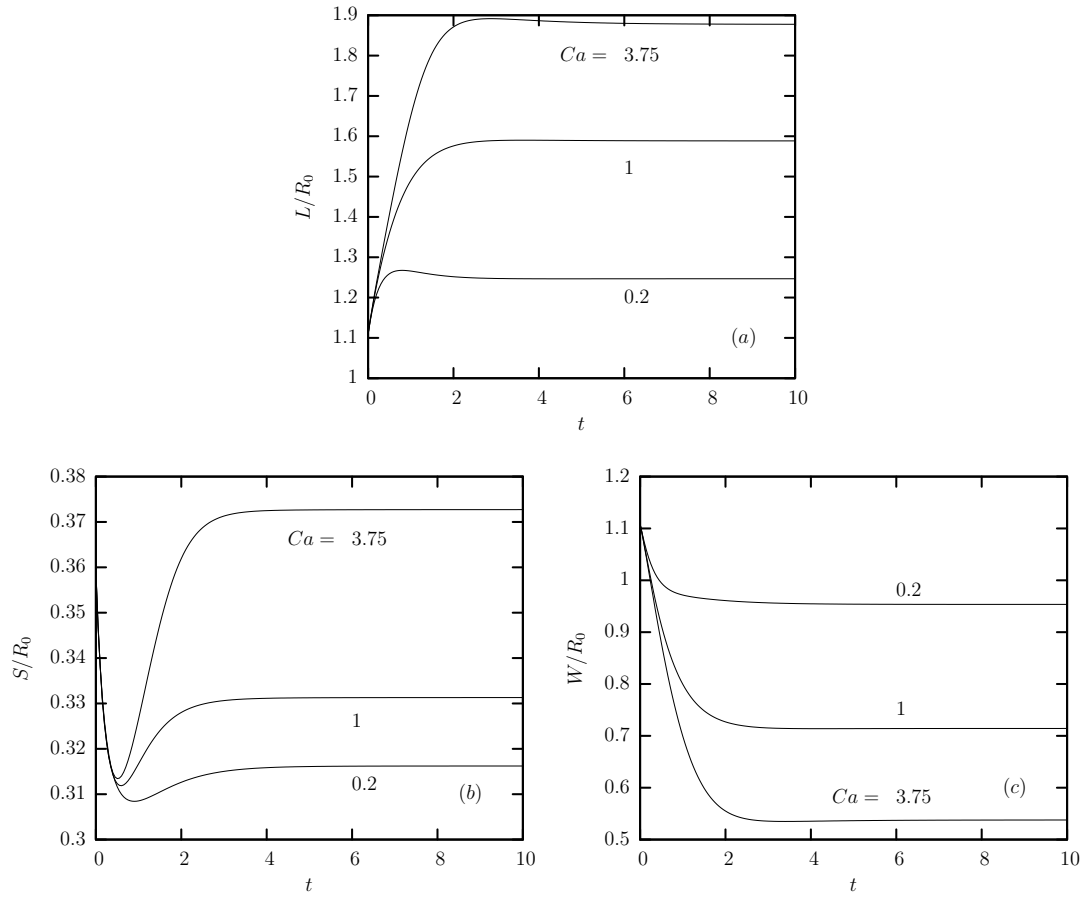 1.9
1.8
1.7
1.6
1.5
1.4
1.3
1.2
1.1
1
L/R₀
Ca = 3.75
1
0.2
(a)
0 2 4 6 8 10
t
0.38
0.37
0.36
0.35
0.34
0.33
0.32
0.31
0.3
S/R₀
Ca = 3.75
1
0.2
(b)
0 2 4 6 8 10
t
1.2
1.1
1
0.9
0.8
0.7
0.6
0.5
W/R₀
0.2
1
Ca = 3.75
(c)
0 2 4 6 8 10
t